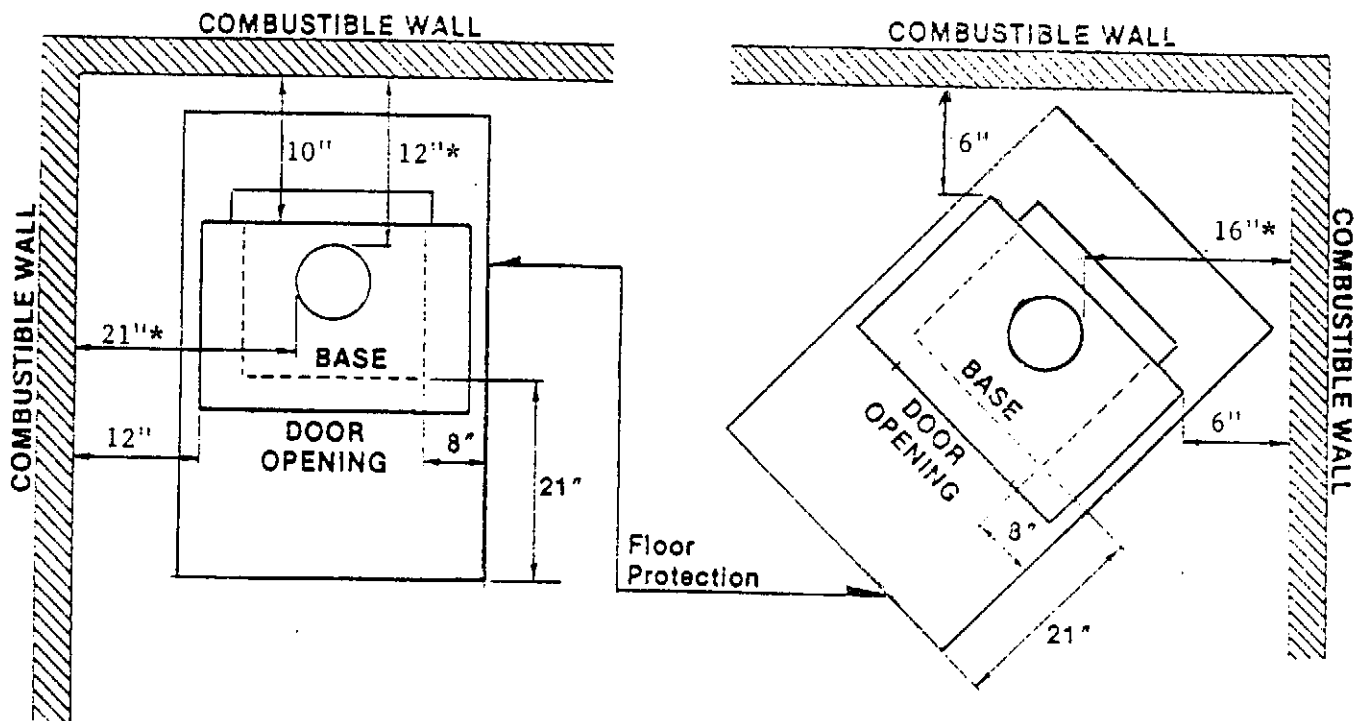 COMBUSTIBLE WALL
COMBUSTIBLE WALL
10"
12"*
COMBUSTIBLE WALL
21"*
BASE
12"
DOOR
OPENING
8"
21"
Floor
Protection
COMBUSTIBLE WALL
6"
16"*
BASE
DOOR
OPENING
6"
8"
21"